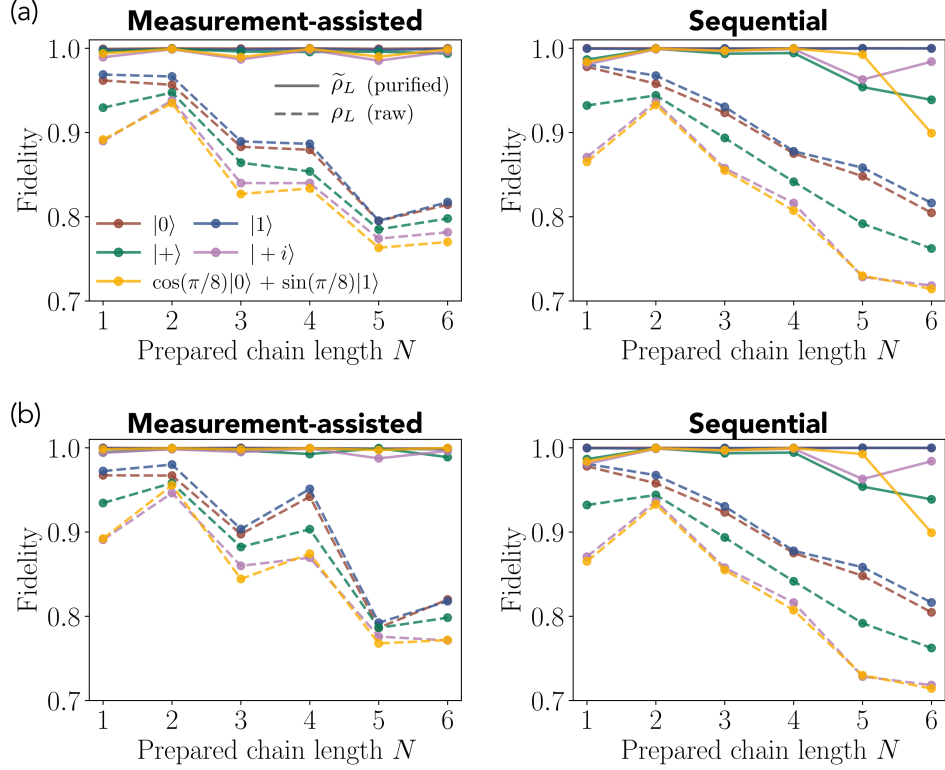 (a)
Measurement-assisted
Sequential
Fidelity
1.0
0.9
0.8
0.7
ρ̃_L (purified)
ρ_L (raw)
|0⟩
|1⟩
|+⟩
|+i⟩
cos(π/8)|0⟩ + sin(π/8)|1⟩
1 2 3 4 5 6
Prepared chain length N
Fidelity
1.0
0.9
0.8
0.7
1 2 3 4 5 6
Prepared chain length N
(b)
Measurement-assisted
Sequential
Fidelity
1.0
0.9
0.8
0.7
1 2 3 4 5 6
Prepared chain length N
Fidelity
1.0
0.9
0.8
0.7
1 2 3 4 5 6
Prepared chain length N